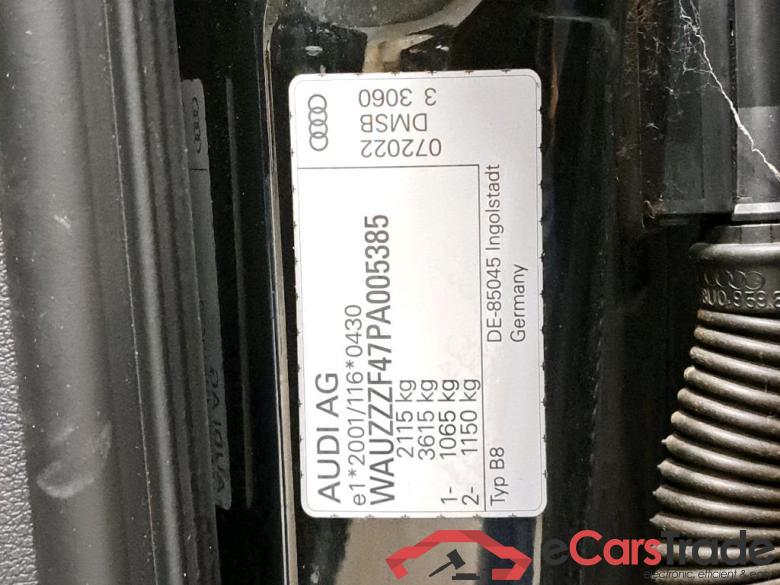 AUDI AG
e1*2001/116*0430
WAUZZZF47PA005385
2115 kg
3615 kg
1- 1065 kg
2- 1150 kg
Typ B8
DE-85045 Ingolstadt
Germany
072022
DMSB
3 3060
eCarsTrade